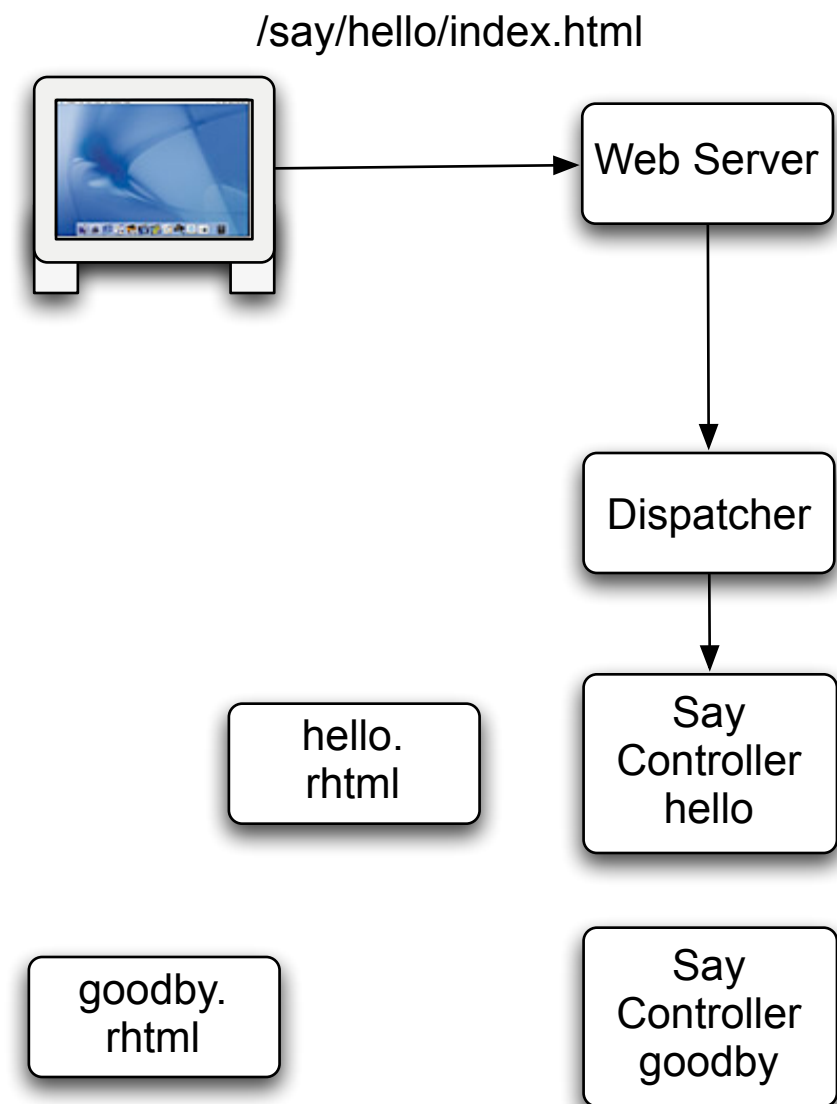 /say/hello/index.html
Web Server
Dispatcher
hello.
rhtml
Say
Controller
hello
goodby.
rhtml
Say
Controller
goodby